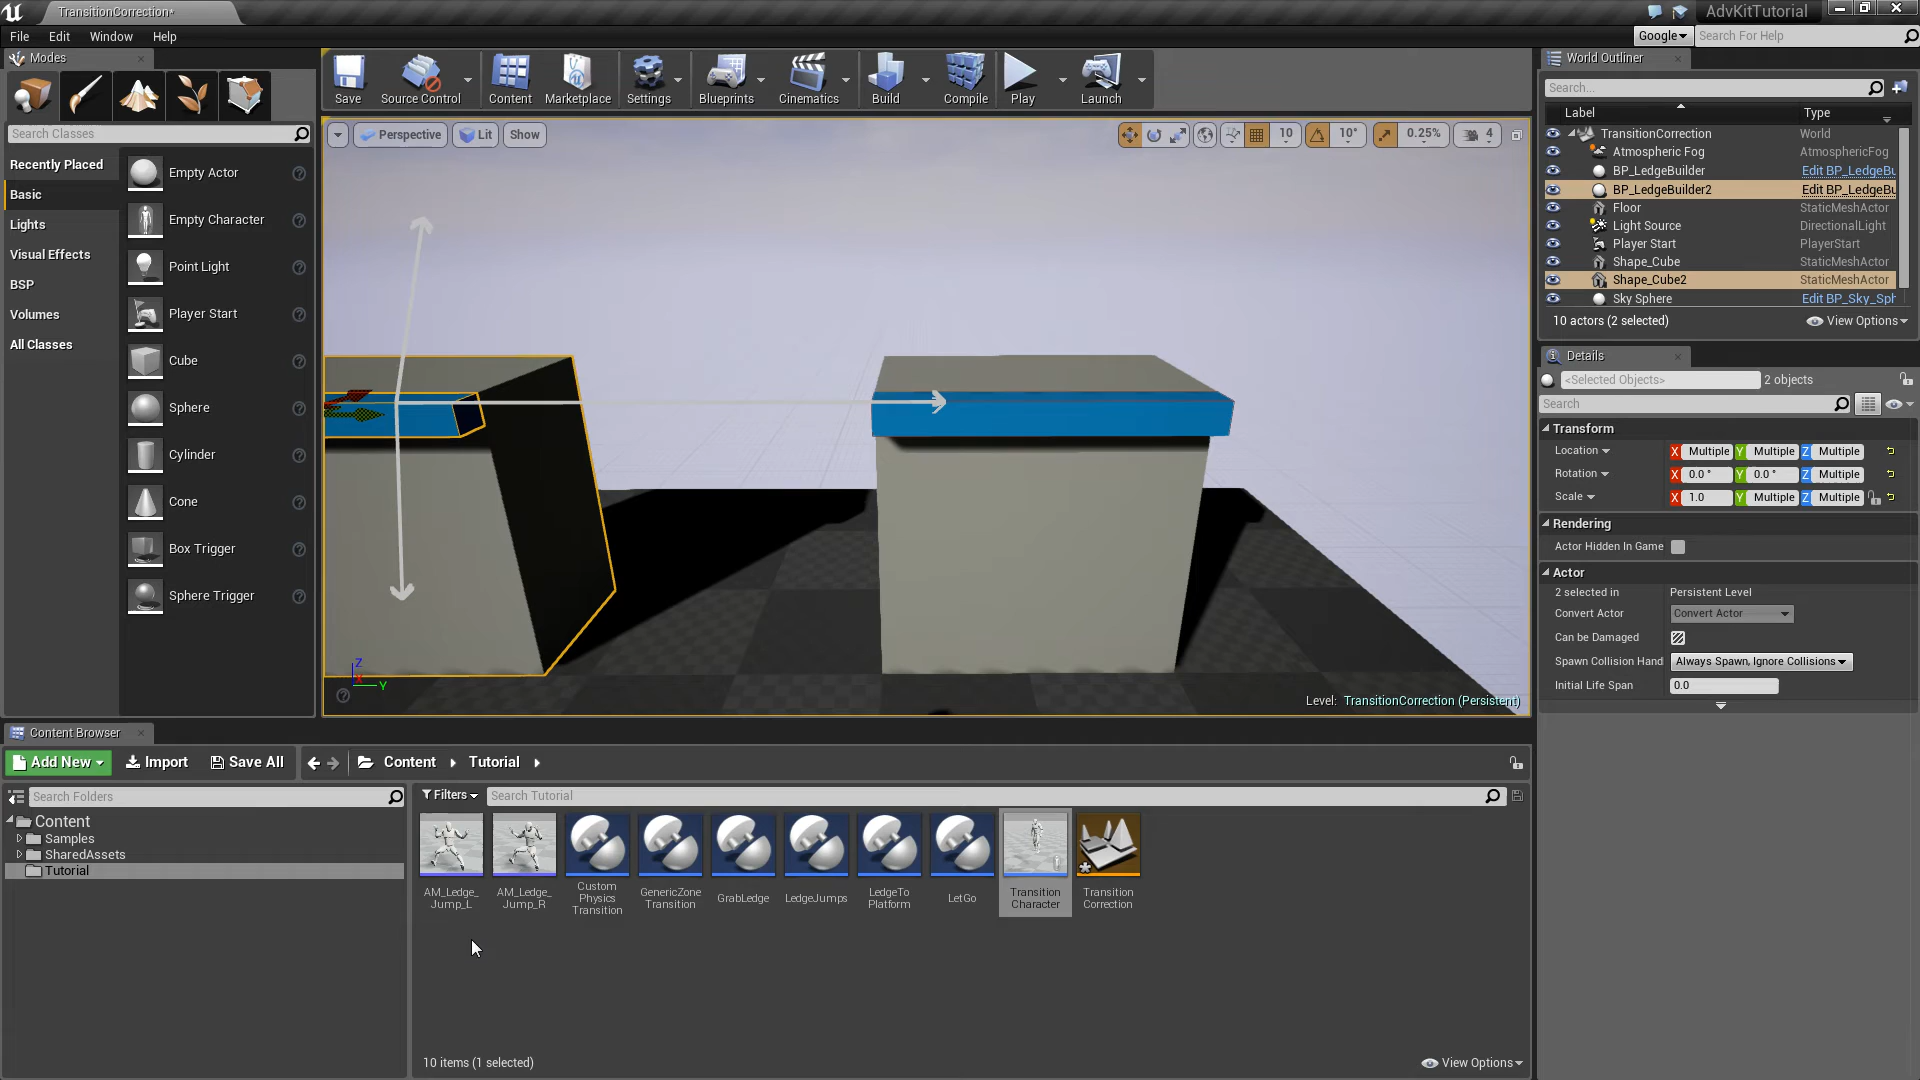 TransitionCorrection*
AdvKitTutorial
File Edit Window Help
Google
Search For Help
Modes
Save
Source Control
Content
Marketplace
Settings
Blueprints
Cinematics
Build
Compile
Play
Launch
Search Classes
Recently Placed
Basic
Lights
Visual Effects
BSP
Volumes
All Classes
Empty Actor
Empty Character
Point Light
Player Start
Cube
Sphere
Cylinder
Cone
Box Trigger
Sphere Trigger
Perspective
Lit
Show
10
10°
0.25%
4
Z
Y
Level: TransitionCorrection (Persistent)
World Outliner
Search...
Label Type
TransitionCorrection World
Atmospheric Fog AtmosphericFog
BP_LedgeBuilder Edit BP_LedgeBu
BP_LedgeBuilder2 Edit BP_LedgeBu
Floor StaticMeshActor
Light Source DirectionalLight
Player Start PlayerStart
Shape_Cube StaticMeshActor
Shape_Cube2 StaticMeshActor
Sky Sphere Edit BP_Sky_Sph
10 actors (2 selected)
View Options
Details
<Selected Objects> 2 objects
Search
Transform
Location X Multiple Y Multiple Z Multiple
Rotation X 0.0 ° Y 0.0 ° Z Multiple
Scale X 1.0 Y Multiple Z Multiple
Rendering
Actor Hidden In Game
Actor
2 selected in Persistent Level
Convert Actor Convert Actor
Can be Damaged
Spawn Collision Hand Always Spawn, Ignore Collisions
Initial Life Span 0.0
Content Browser
Add New Import Save All Content Tutorial
Search Folders
Content
Samples
SharedAssets
Tutorial
Filters
Search Tutorial
AM_Ledge_
Jump_L
AM_Ledge_
Jump_R
Custom
Physics
Transition
GenericZone
Transition
GrabLedge
LedgeJumps
LedgeTo
Platform
LetGo
Transition
Character
Transition
Correction
10 items (1 selected)
View Options